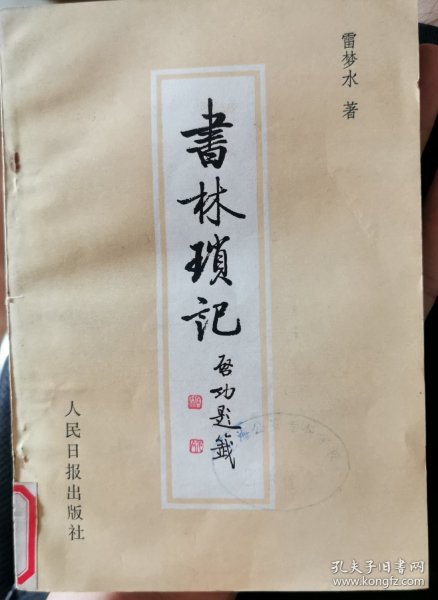 雷梦水 著
書林瑣記
啓功題籤
人民日报出版社
孔夫子旧书网
www.kongfz.com